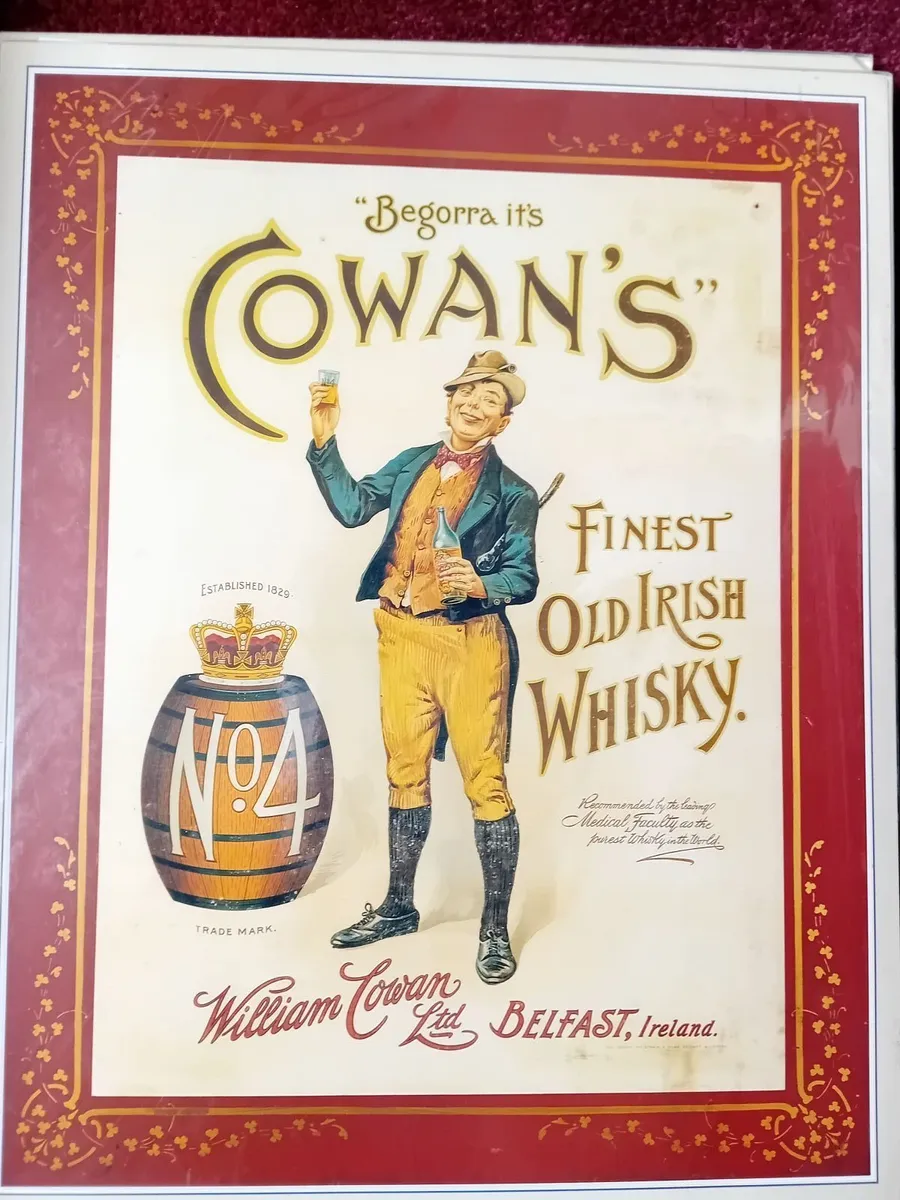 "Begorra it's
COWAN'S"
FINEST
OLD IRISH
WHISKY.
ESTABLISHED 1829.
No4
Recommended by the leading
Medical Faculty, as the
purest Whisky in the World.
TRADE MARK.
William Cowan
Ltd BELFAST, Ireland.